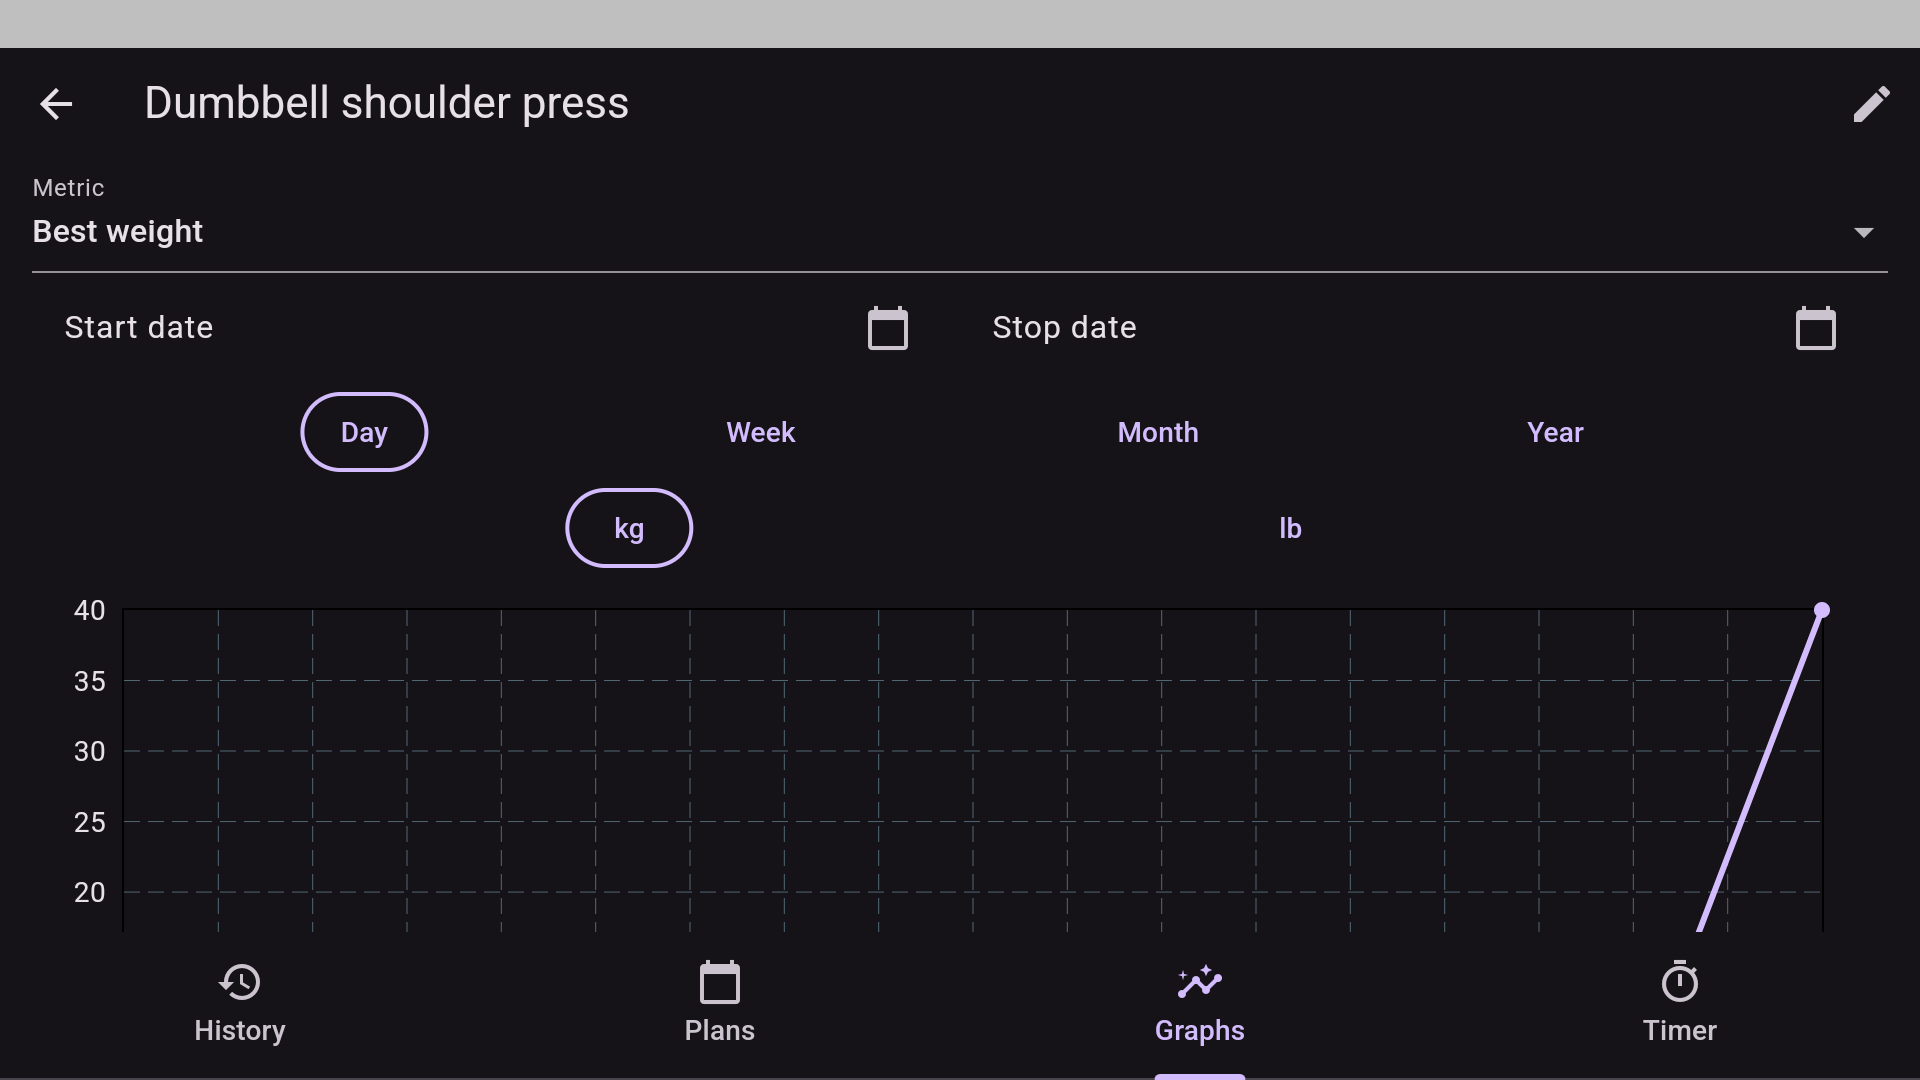 Dumbbell shoulder press
Metric
Best weight
Start date
Stop date
Day
Week
Month
Year
kg
lb
40
35
30
25
20
History
Plans
Graphs
Timer